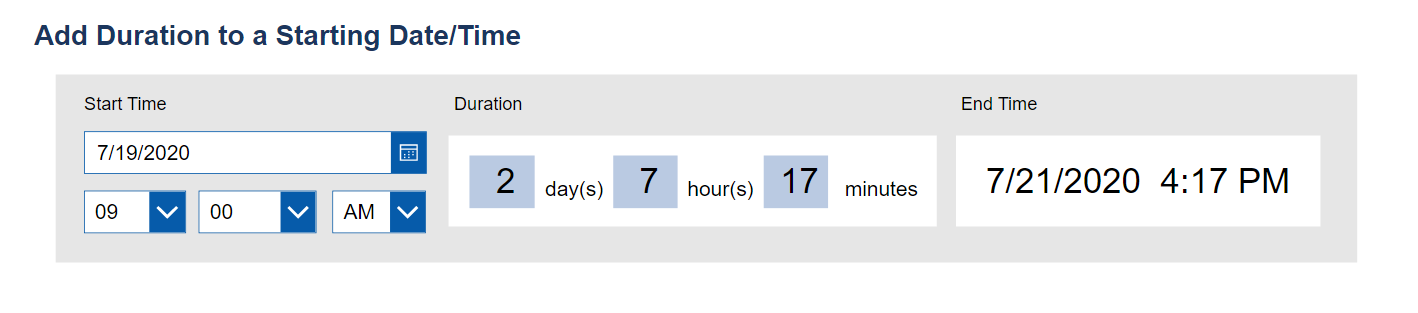 Add Duration to a Starting Date/Time
Start Time
Duration
End Time
7/19/2020
2 day(s) 7 hour(s) 17 minutes
7/21/2020 4:17 PM
09 00 AM